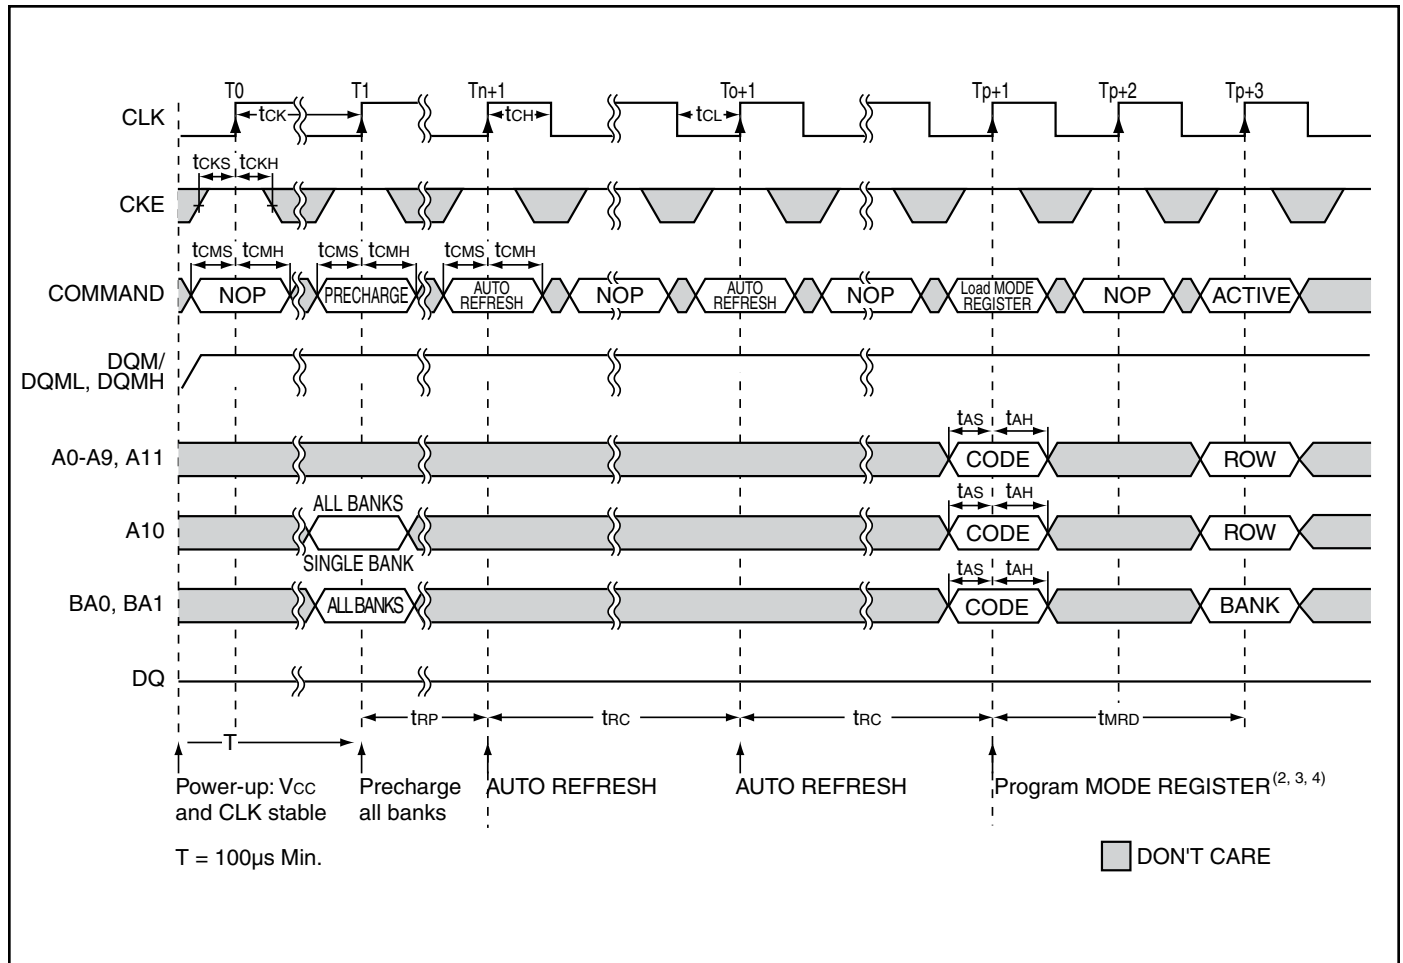 T0 T1 Tn+1 To+1 Tp+1 Tp+2 Tp+3
CLK tCK tCH tCL
tCKS tCKH
CKE
tCMS tCMH tCMS tCMH tCMS tCMH
COMMAND NOP PRECHARGE AUTO REFRESH NOP AUTO REFRESH NOP Load MODE REGISTER NOP ACTIVE
DQM/
DQML, DQMH
tAS tAH
A0-A9, A11 CODE ROW
ALL BANKS tAS tAH
A10 CODE ROW
SINGLE BANK tAS tAH
BA0, BA1 ALL BANKS CODE BANK
DQ
tRP tRC tRC tMRD
T
Power-up: VCC Precharge AUTO REFRESH AUTO REFRESH Program MODE REGISTER(2, 3, 4)
and CLK stable all banks
T = 100µs Min. DON'T CARE